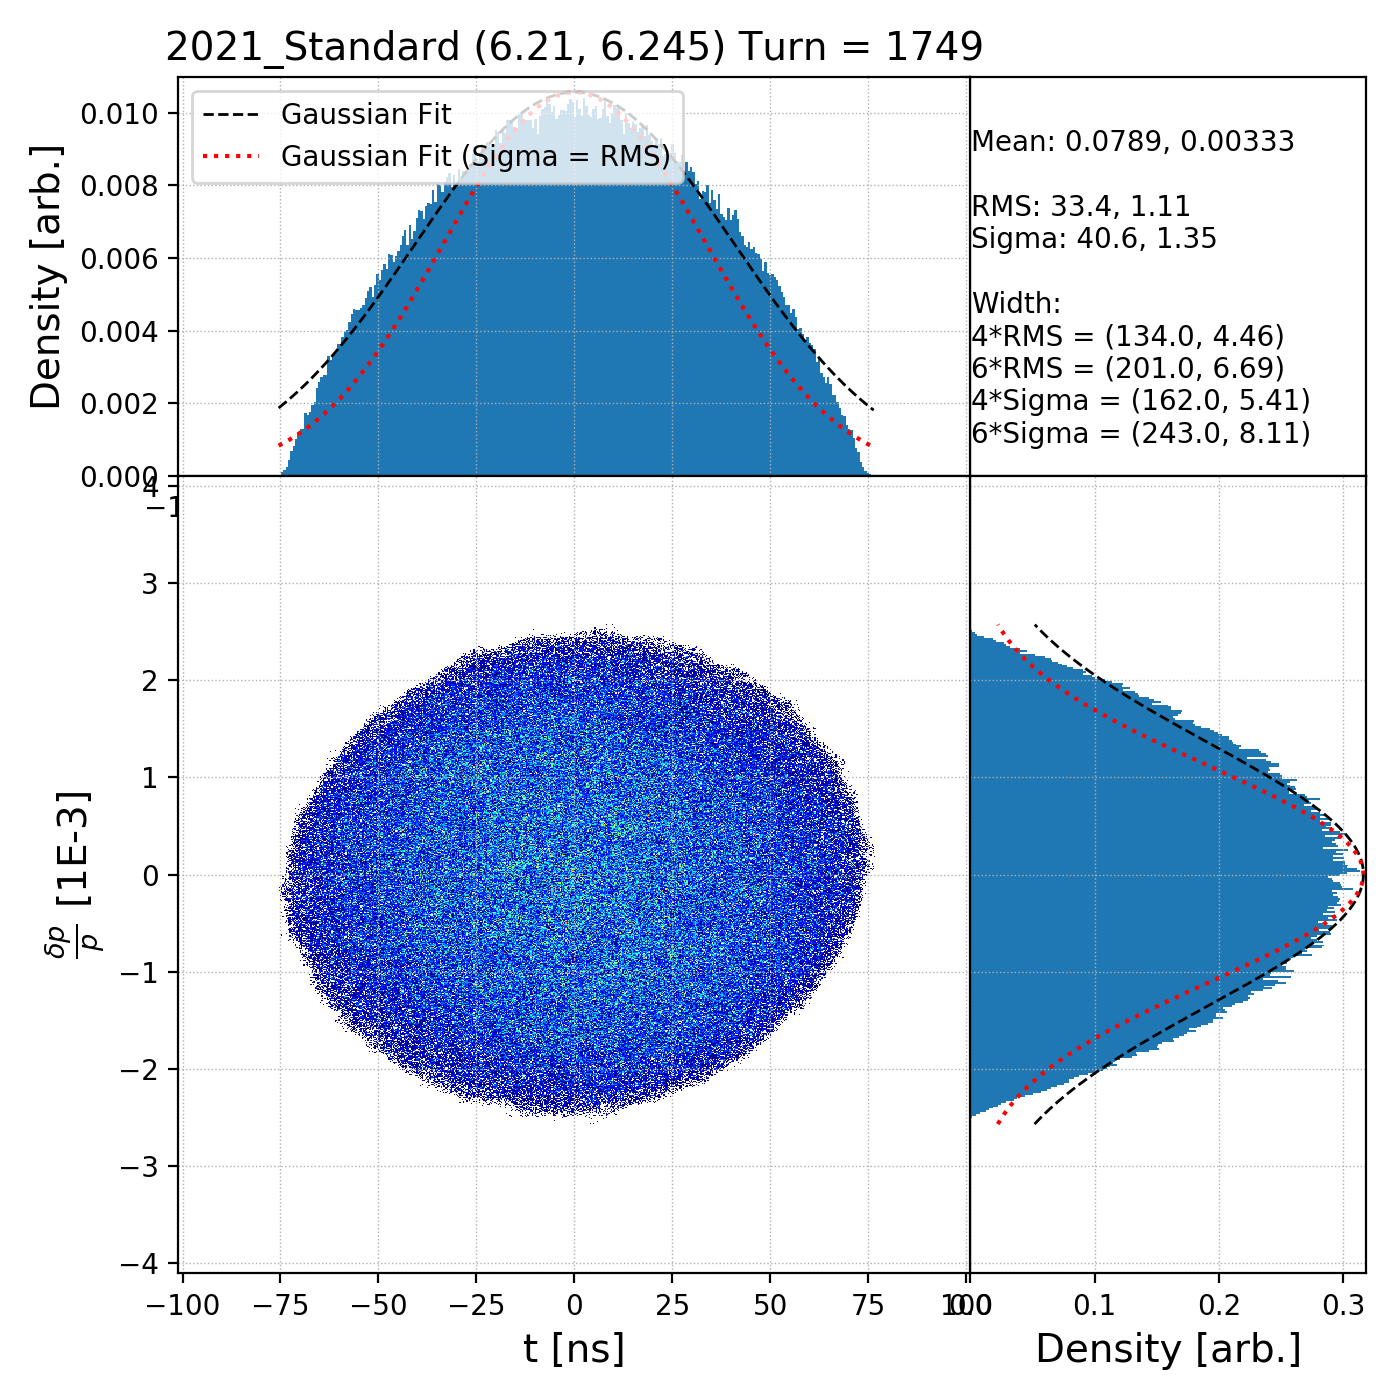 2021_Standard (6.21, 6.245) Turn = 1749
Gaussian Fit
Gaussian Fit (Sigma = RMS)
Density [arb.]
0.010
0.008
0.006
0.004
0.002
0.000
Mean: 0.0789, 0.00333
RMS: 33.4, 1.11
Sigma: 40.6, 1.35
Width:
4*RMS = (134.0, 4.46)
6*RMS = (201.0, 6.69)
4*Sigma = (162.0, 5.41)
6*Sigma = (243.0, 8.11)
δp/p [1E-3]
4
3
2
1
0
−1
−2
−3
−4
−100 −75 −50 −25 0 25 50 75 100
t [ns]
0.0 0.1 0.2 0.3
Density [arb.]